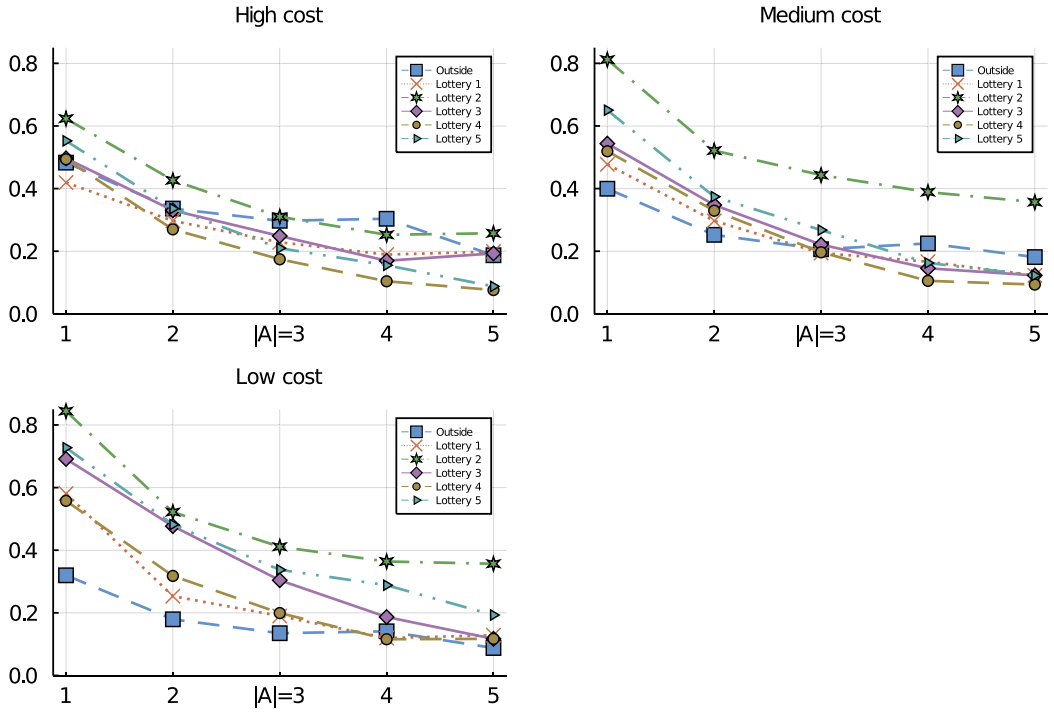 High cost
0.8
0.6
0.4
0.2
0.0
1 2 |A|=3 4 5
Outside
Lottery 1
Lottery 2
Lottery 3
Lottery 4
Lottery 5
Medium cost
0.8
0.6
0.4
0.2
0.0
1 2 |A|=3 4 5
Outside
Lottery 1
Lottery 2
Lottery 3
Lottery 4
Lottery 5
Low cost
0.8
0.6
0.4
0.2
0.0
1 2 |A|=3 4 5
Outside
Lottery 1
Lottery 2
Lottery 3
Lottery 4
Lottery 5